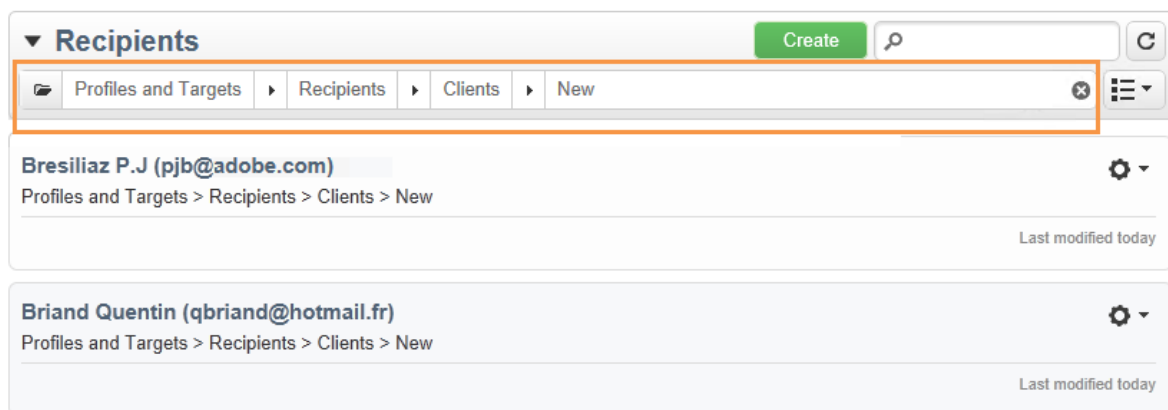 Recipients Create
Profiles and Targets Recipients Clients New
Bresiliaz P.J (pjb@adobe.com)
Profiles and Targets > Recipients > Clients > New
Last modified today
Briand Quentin (qbriand@hotmail.fr)
Profiles and Targets > Recipients > Clients > New
Last modified today